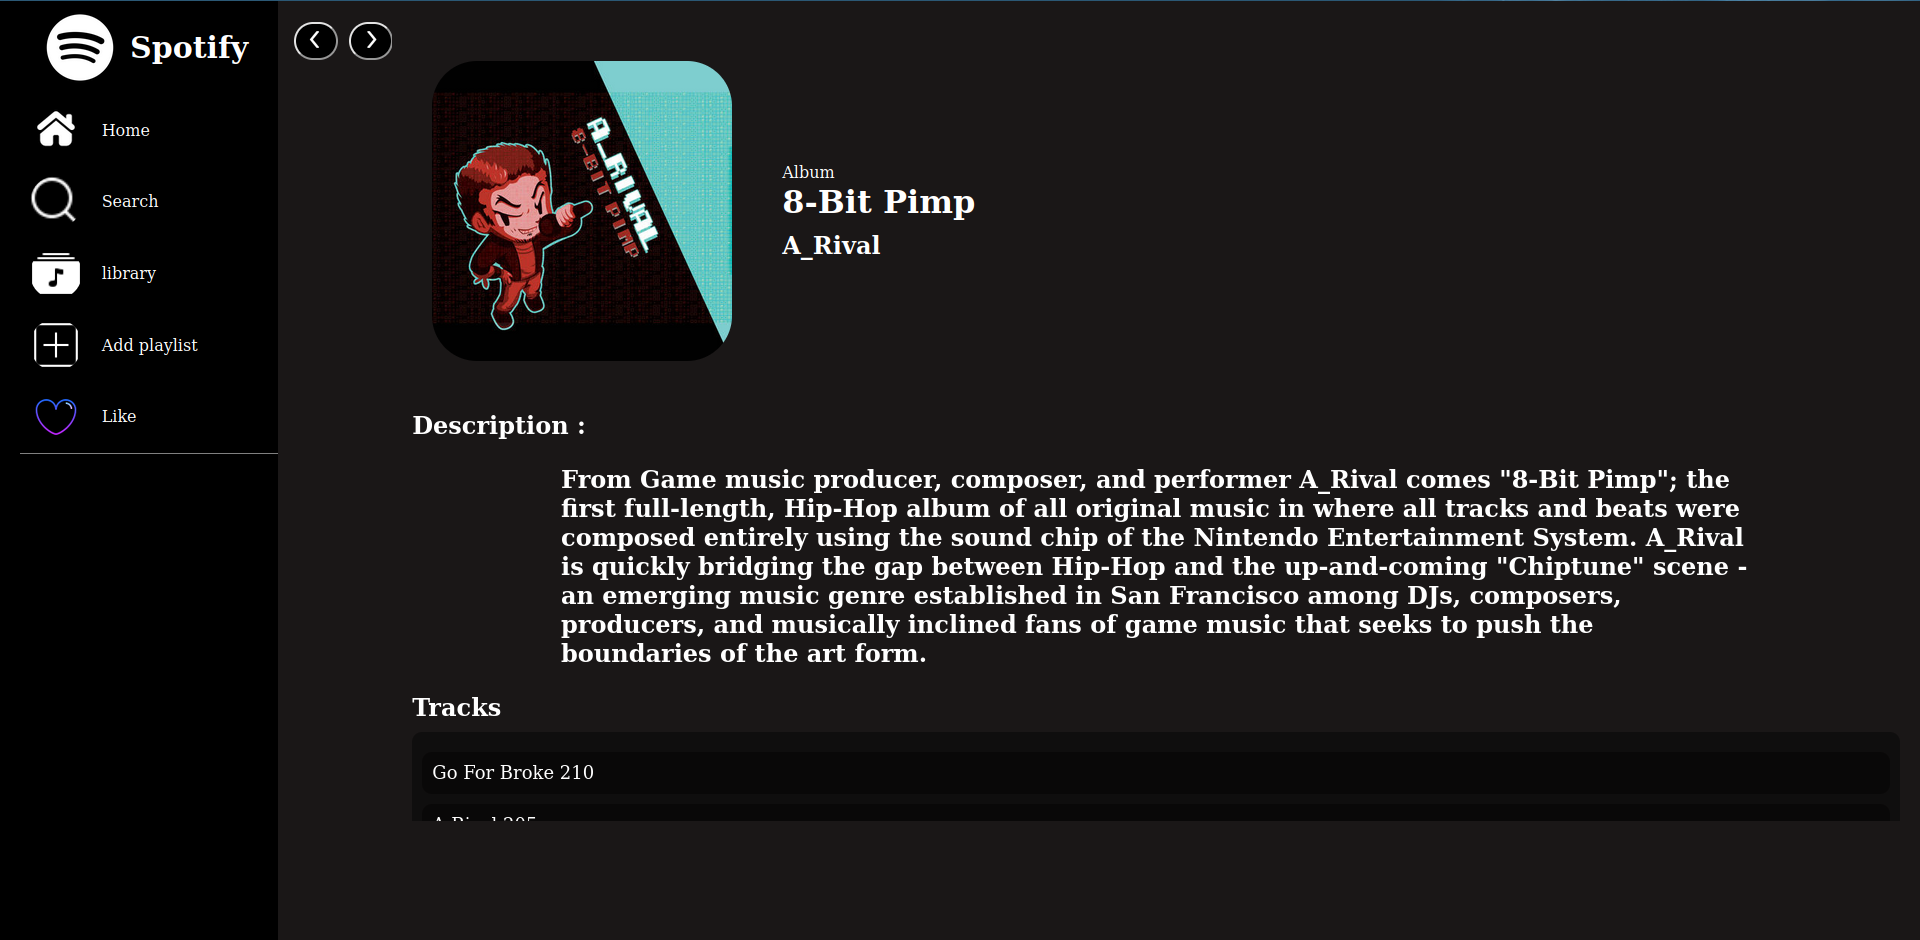 Spotify
Home
Search
library
Add playlist
Like
A_RIVAL
8-BIT PIMP
Album
8-Bit Pimp
A_Rival
Description :
From Game music producer, composer, and performer A_Rival comes "8-Bit Pimp"; the
first full-length, Hip-Hop album of all original music in where all tracks and beats were
composed entirely using the sound chip of the Nintendo Entertainment System. A_Rival
is quickly bridging the gap between Hip-Hop and the up-and-coming "Chiptune" scene -
an emerging music genre established in San Francisco among DJs, composers,
producers, and musically inclined fans of game music that seeks to push the
boundaries of the art form.
Tracks
Go For Broke 210